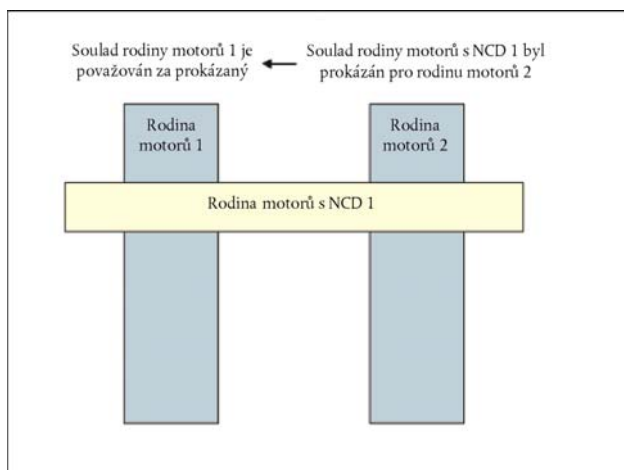 Soulad rodiny motorů 1 je
považován za prokázaný
Soulad rodiny motorů s NCD 1 byl
prokázán pro rodinu motorů 2
Rodina
motorů 1
Rodina
motorů 2
Rodina motorů s NCD 1